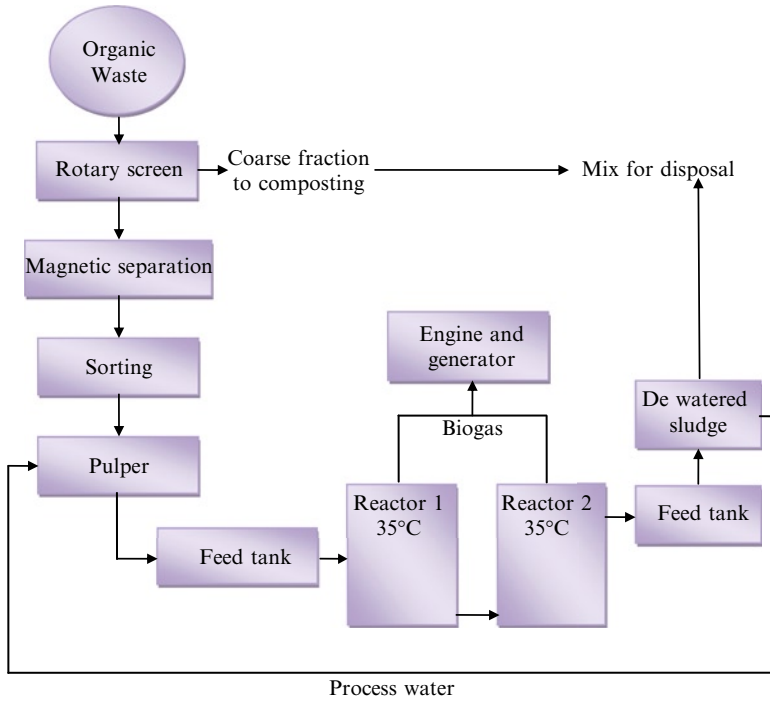 Organic
Waste
Rotary screen
Coarse fraction
to composting
Mix for disposal
Magnetic separation
Sorting
Engine and
generator
De watered
sludge
Biogas
Pulper
Reactor 1
35°C
Reactor 2
35°C
Feed tank
Feed tank
Process water